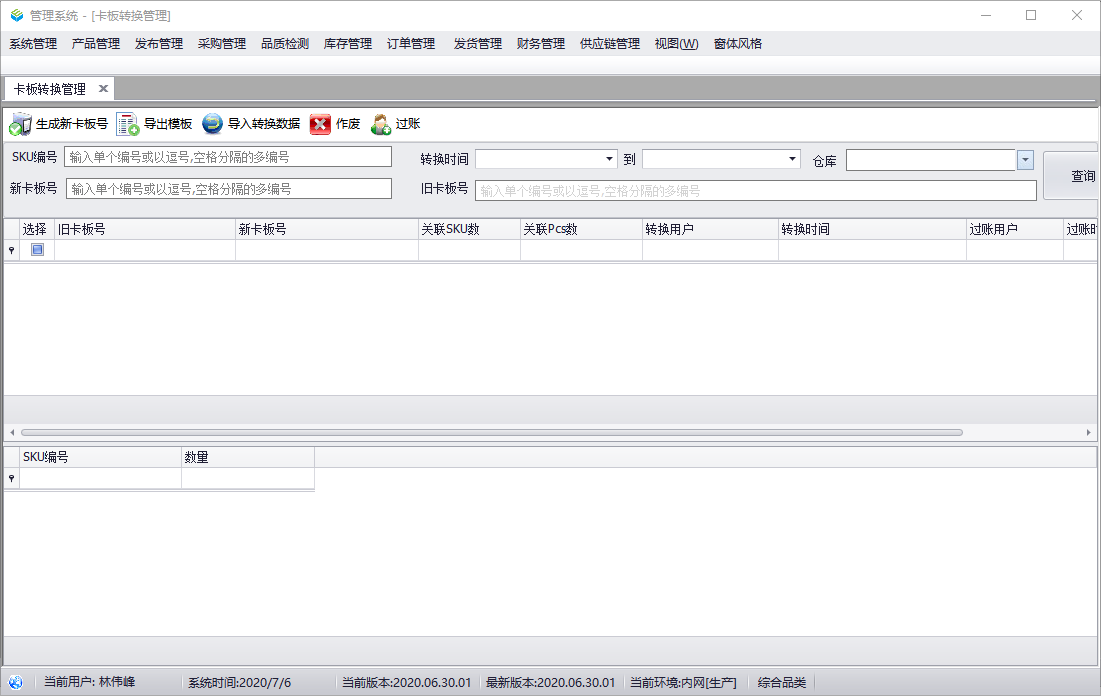 管理系统 - [卡板转换管理]
系统管理 产品管理 发布管理 采购管理 品质检测 库存管理 订单管理 发货管理 财务管理 供应链管理 视图(W) 窗体风格
卡板转换管理
生成新卡板号 导出模板 导入转换数据 作废 过账
SKU编号 输入单个编号或以逗号,空格分隔的多编号 转换时间 到 仓库
新卡板号 输入单个编号或以逗号,空格分隔的多编号 旧卡板号 输入单个编号或以逗号,空格分隔的多编号 查询
选择 旧卡板号 新卡板号 关联SKU数 关联Pcs数 转换用户 转换时间 过账用户 过账时
SKU编号 数量
当前用户: 林伟峰 系统时间:2020/7/6 当前版本:2020.06.30.01 最新版本:2020.06.30.01 当前环境:内网[生产] 综合品类